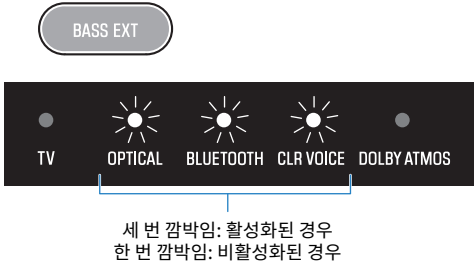 BASS EXT
TV OPTICAL BLUETOOTH CLR VOICE DOLBY ATMOS
세 번 깜박임: 활성화된 경우
한 번 깜박임: 비활성화된 경우